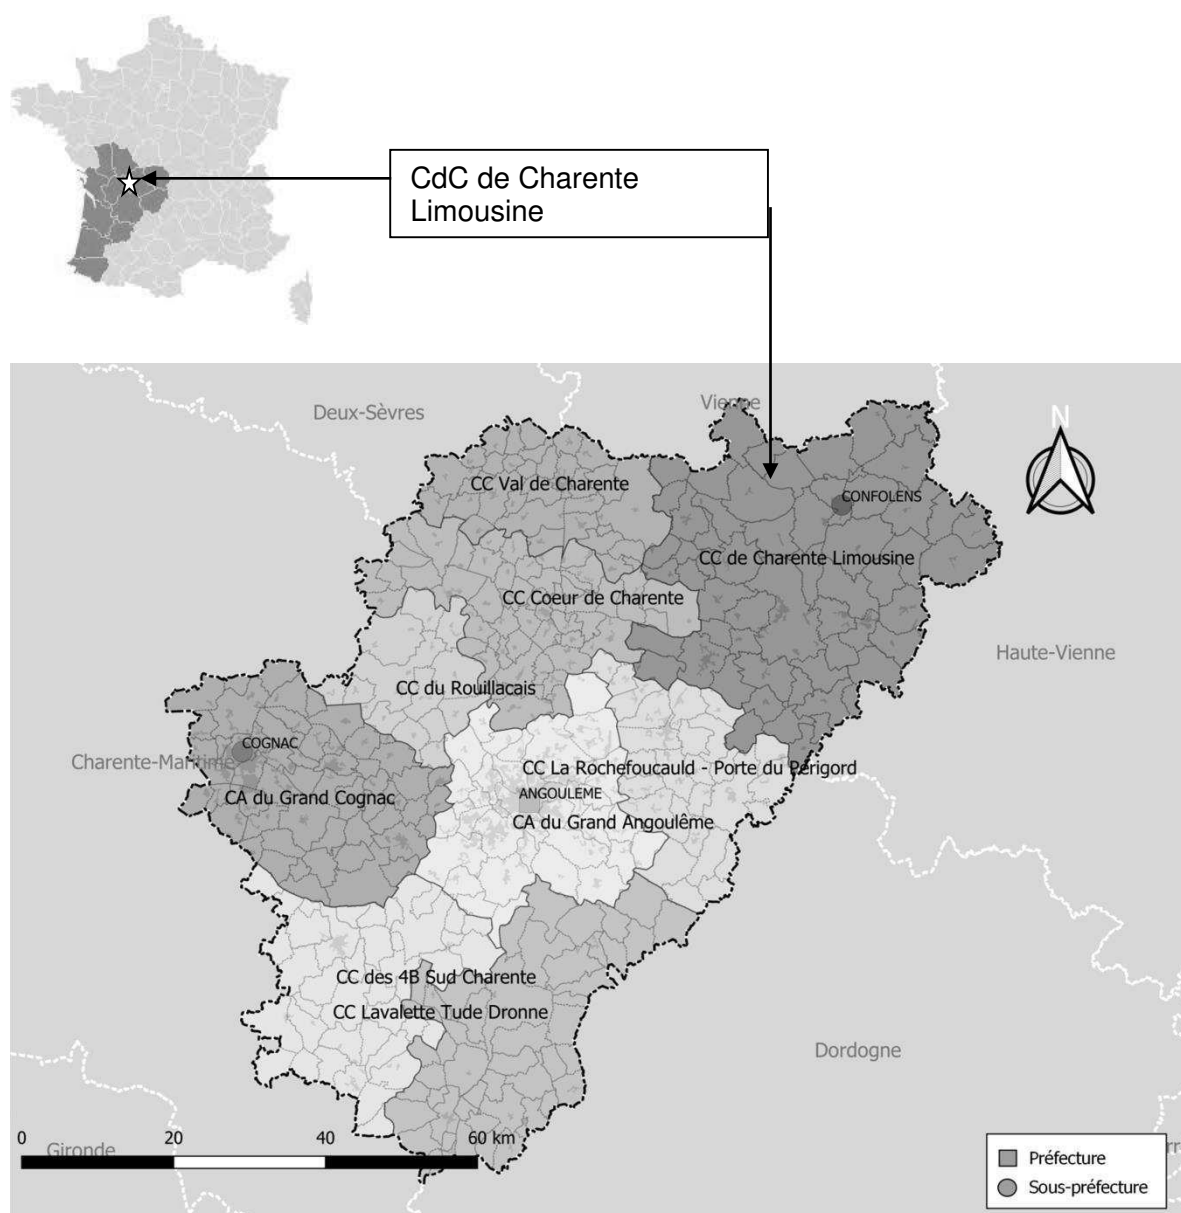 CdC de Charente
Limousine
Deux-Sèvres
Vienne
N
CC Val de Charente
CONFOLENS
CC de Charente Limousine
CC Coeur de Charente
Haute-Vienne
CC du Rouillacais
COGNAC
Charente-Maritime
CC La Rochefoucauld - Porte du Périgord
CA du Grand Cognac
ANGOULEME
CA du Grand Angoulême
CC des 4B Sud Charente
CC Lavalette Tude Dronne
Dordogne
0 20 40 60 km
Gironde
Préfecture
Sous-préfecture